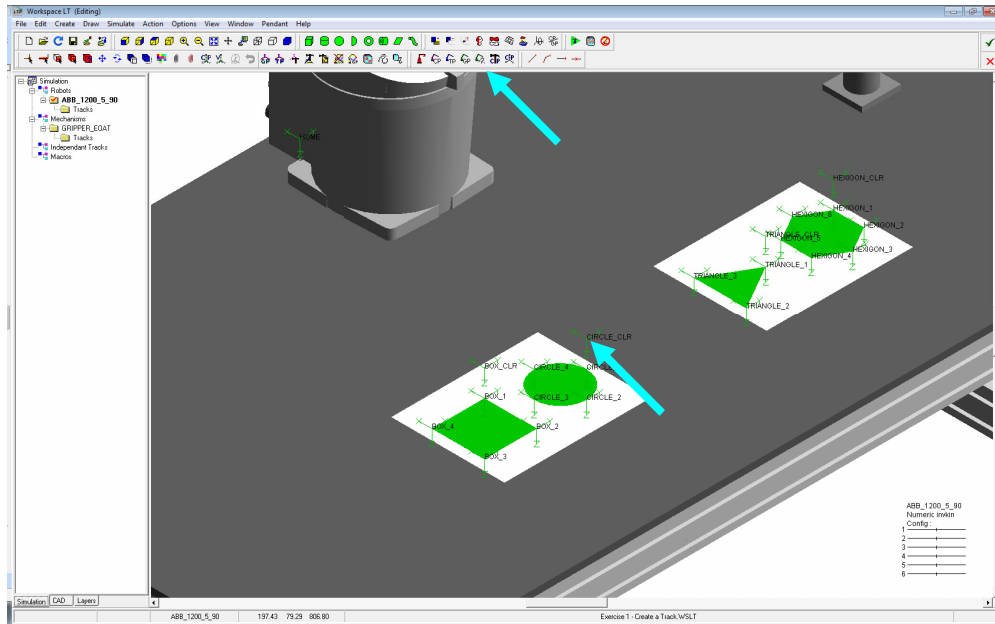 Workspace LT (Editing)
File Edit Create Draw Simulate Action Options View Window Pendant Help
Simulation
Robots
ABB_1200_5_90
Tracks
Mechanisms
GRIPPER_EOAT
Tracks
Independant Tracks
Macros
HOME
HEXIGON_CLR
HEXIGON_1
HEXIGON_6
HEXIGON_2
TRIANGLE_CLR
HEXIGON_5
HEXIGON_3
HEXIGON_4
TRIANGLE_1
TRIANGLE_3
TRIANGLE_2
CIRCLE_CLR
BOX_CLR
CIRCLE_4
CIRCLE_3
CIRCLE_2
BOX_1
BOX_4
BOX_2
BOX_3
ABB_1200_5_90
Numeric invkin
Config :
1
2
3
4
5
6
Simulation CAD Layers
ABB_1200_5_90 197.43 79.29 806.80 Exercise 1 - Create a Track.WSLT